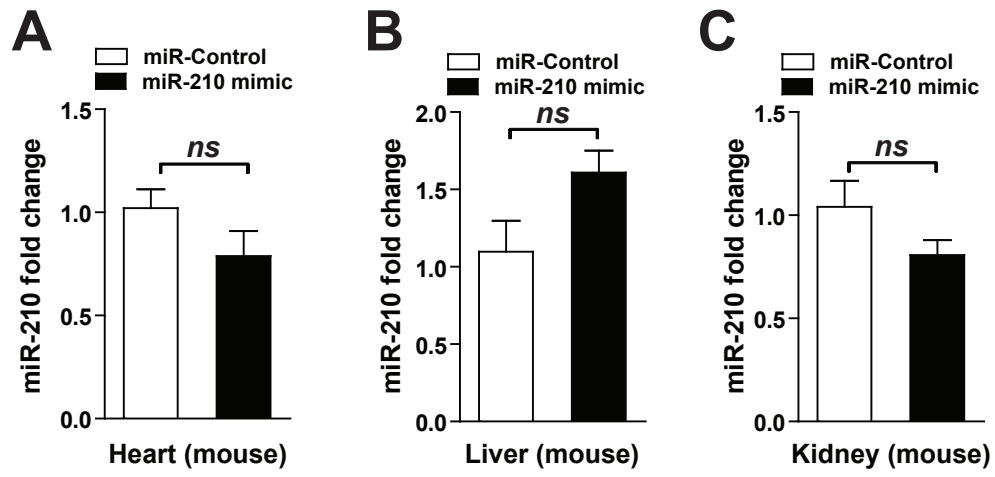 A
miR-Control
miR-210 mimic
miR-210 fold change
1.5
1.0
0.5
0.0
ns
Heart (mouse)
B
miR-Control
miR-210 mimic
miR-210 fold change
2.0
1.5
1.0
0.5
0.0
ns
Liver (mouse)
C
miR-Control
miR-210 mimic
miR-210 fold change
1.5
1.0
0.5
0.0
ns
Kidney (mouse)